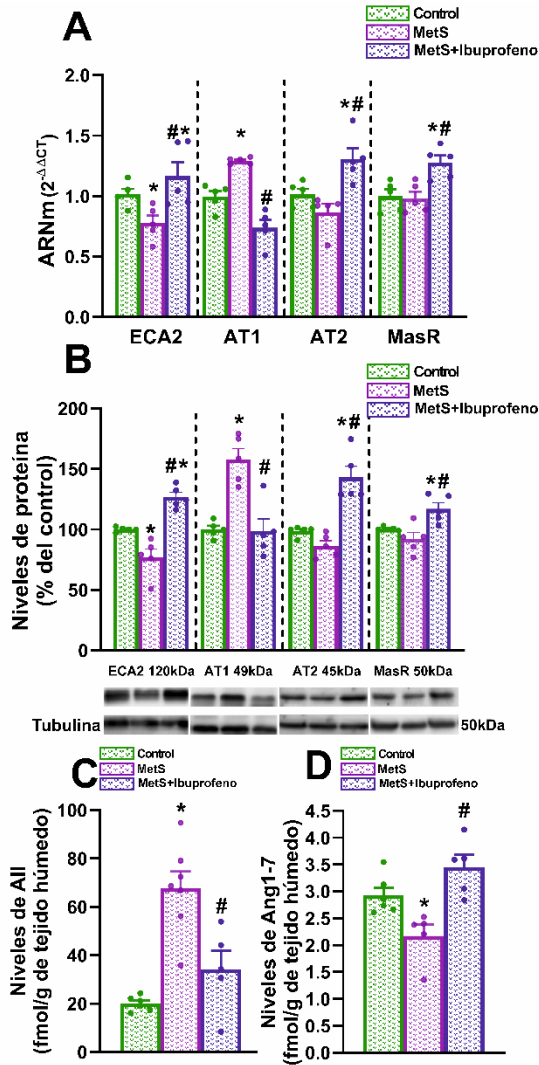 A
Control
MetS
MetS+Ibuprofeno
ARNm (2^-ΔΔCT)
2.0
1.5
1.0
0.5
0.0
#*
*
*
#
*#
*#
ECA2 AT1 AT2 MasR
B
Control
MetS
MetS+Ibuprofeno
Niveles de proteína
(% del control)
200
150
100
50
0
#*
*
*
#
*#
*#
ECA2 120kDa AT1 49kDa AT2 45kDa MasR 50kDa
Tubulina 50kDa
C
Control
MetS
MetS+Ibuprofeno
Niveles de AII
(fmol/g de tejido húmedo)
100
80
60
40
20
0
*
#
D
Control
MetS
MetS+Ibuprofeno
Niveles de Ang1-7
(fmol/g de tejido húmedo)
4.5
4.0
3.5
3.0
2.5
2.0
1.5
1.0
0.5
0.0
*
#